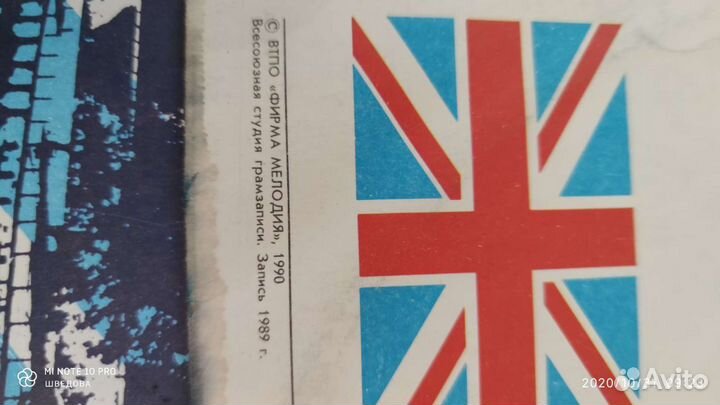 © ВТПО «ФИРМА МЕЛОДИЯ», 1990
Всесоюзная студия грамзаписи. Запись 1989 г.
MI NOTE 10 PRO
ШВЕДОВА
Avito